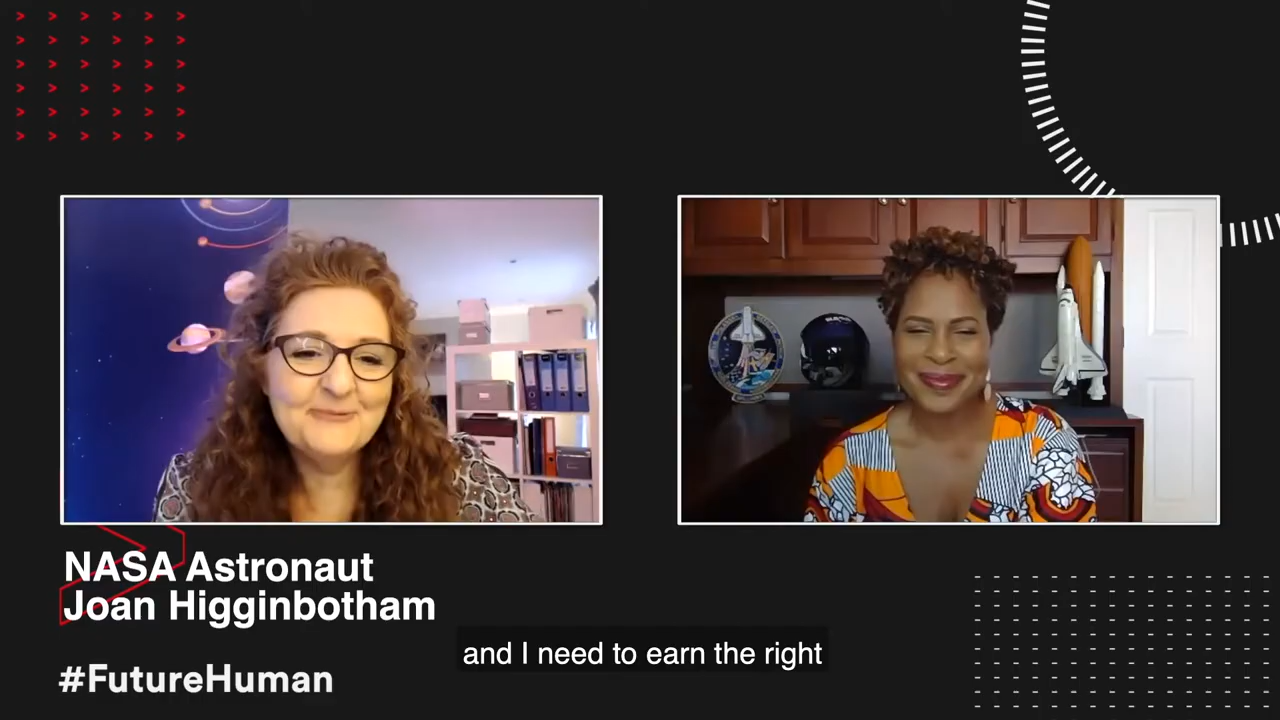 NASA Astronaut
Joan Higginbotham
and I need to earn the right
#FutureHuman